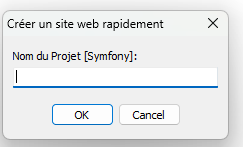 Créer un site web rapidement
Nom du Projet [Symfony]:
OK
Cancel